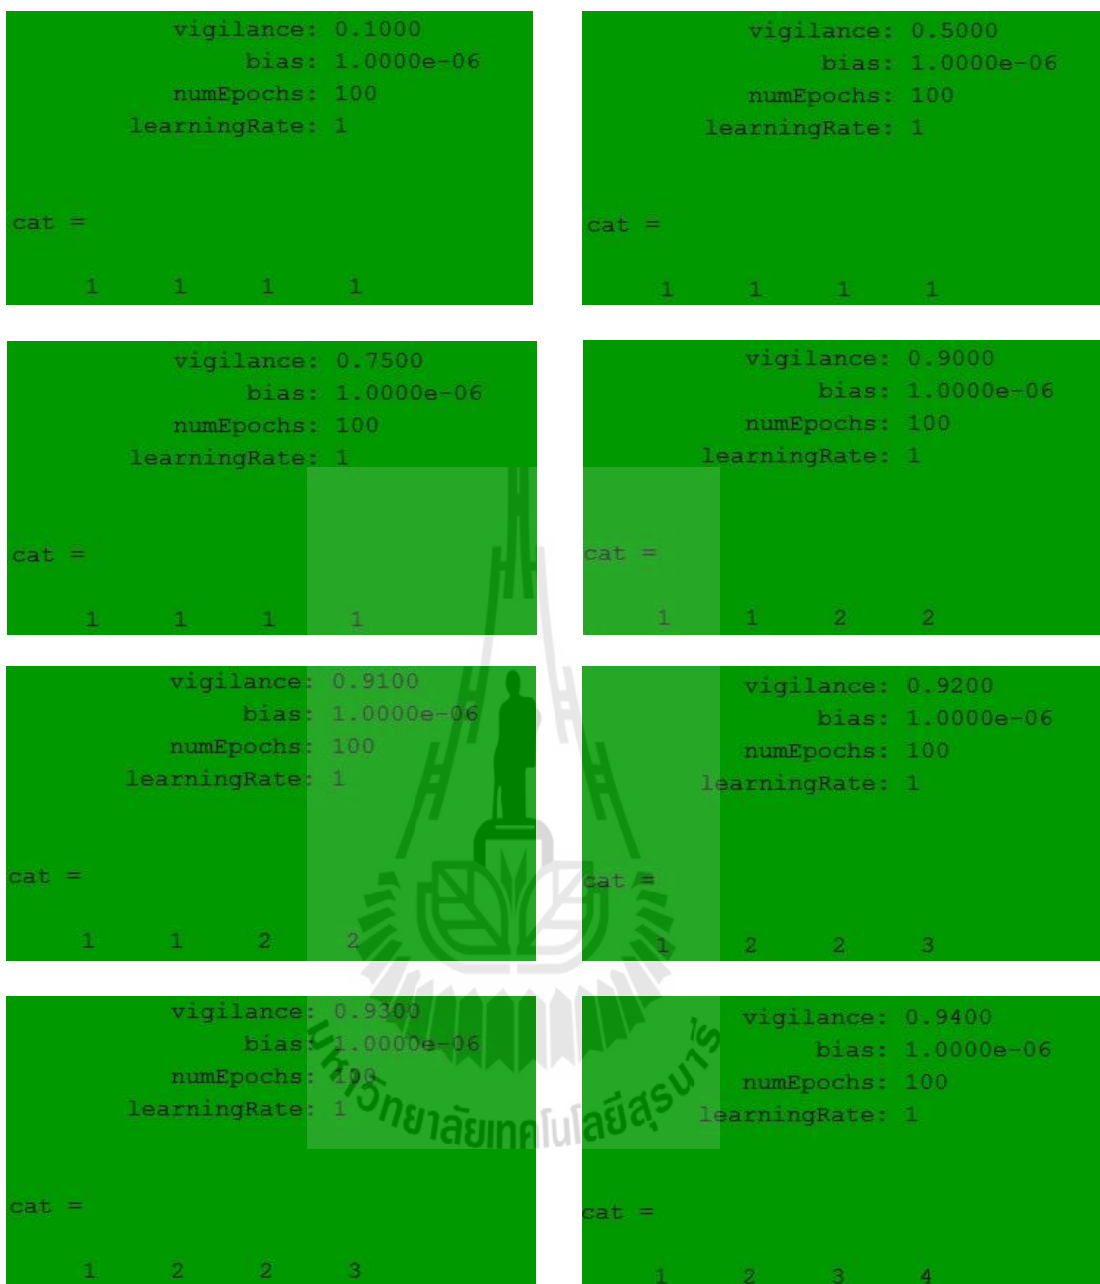 vigilance: 0.1000
bias: 1.0000e-06
numEpochs: 100
learningRate: 1
cat =
1 1 1 1
vigilance: 0.5000
bias: 1.0000e-06
numEpochs: 100
learningRate: 1
cat =
1 1 1 1
vigilance: 0.7500
bias: 1.0000e-06
numEpochs: 100
learningRate: 1
cat =
1 1 1 1
vigilance: 0.9000
bias: 1.0000e-06
numEpochs: 100
learningRate: 1
cat =
1 1 2 2
vigilance: 0.9100
bias: 1.0000e-06
numEpochs: 100
learningRate: 1
cat =
1 1 2 2
vigilance: 0.9200
bias: 1.0000e-06
numEpochs: 100
learningRate: 1
cat =
1 2 2 3
vigilance: 0.9300
bias: 1.0000e-06
numEpochs: 100
learningRate: 1
cat =
1 2 2 3
vigilance: 0.9400
bias: 1.0000e-06
numEpochs: 100
learningRate: 1
cat =
1 2 3 4
มหาวิทยาลัยเทคโนโลยีสุรนารี